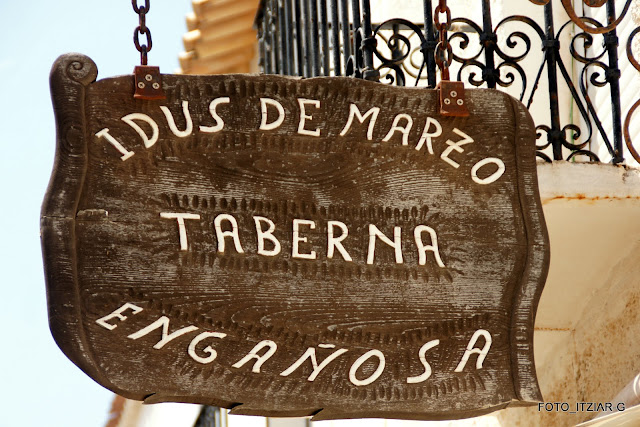 IDUS DE MARZO
TABERNA
ENGAÑOSA
FOTO_ITZIAR G